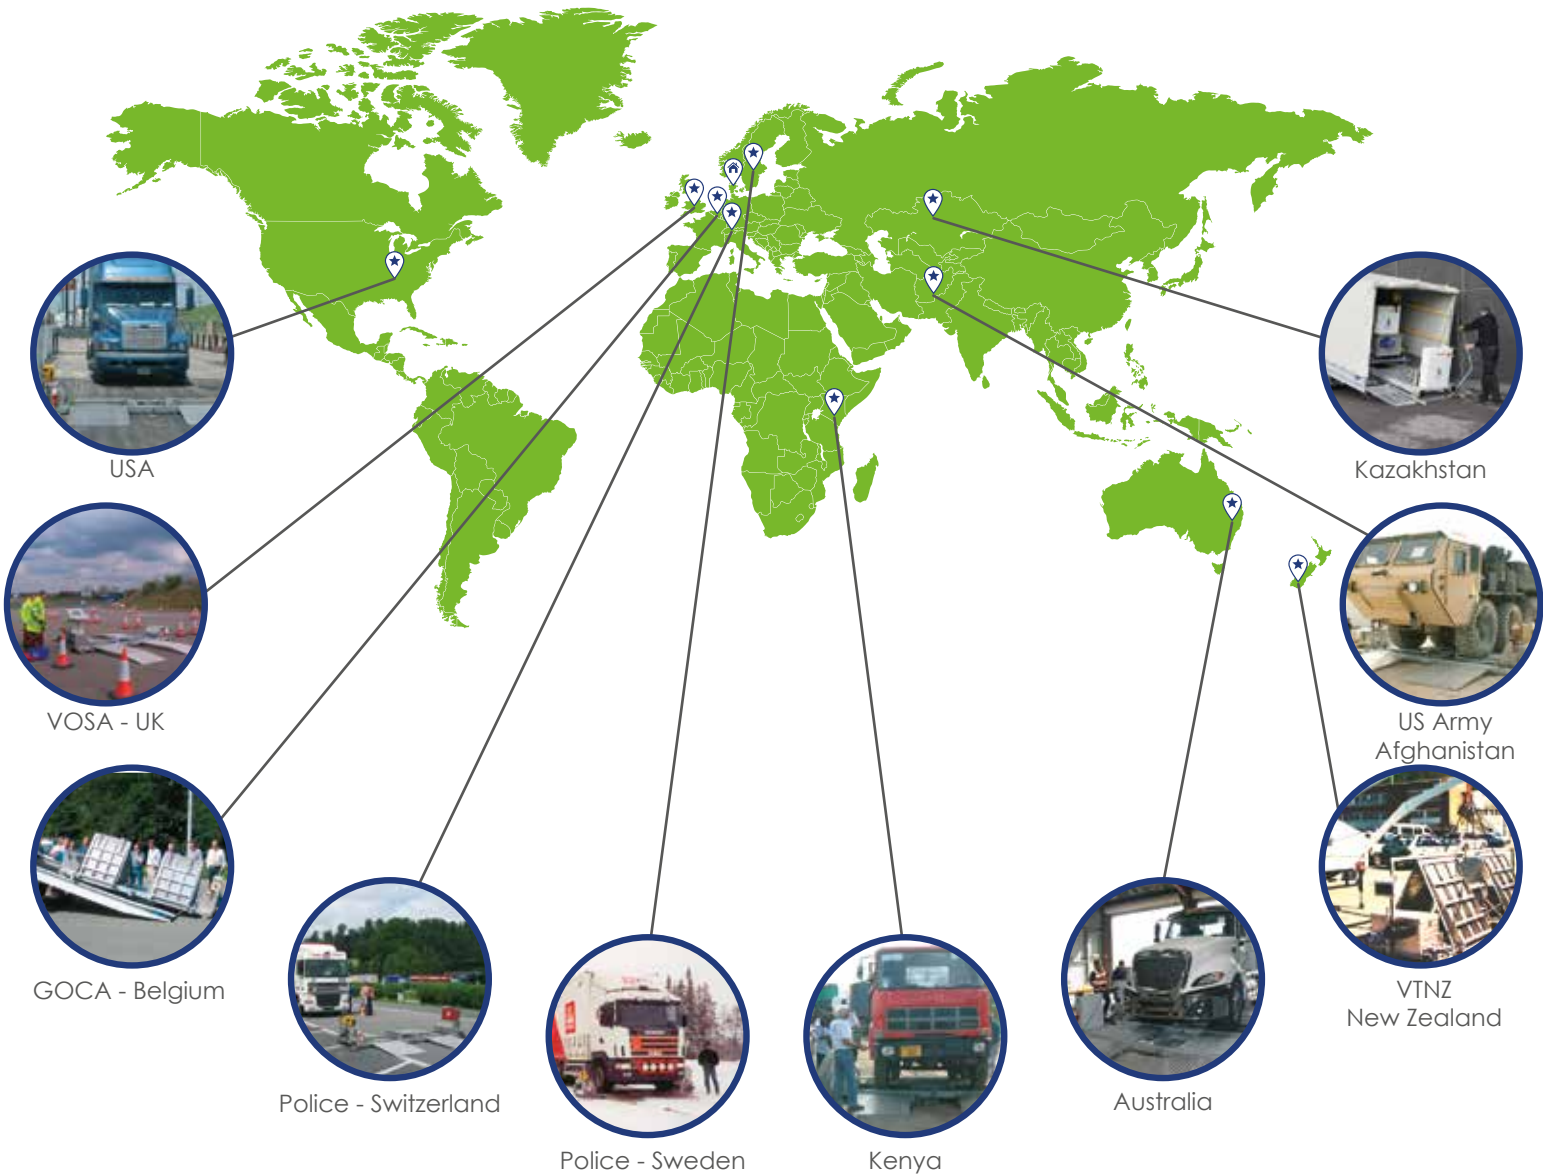 USA
Kazakhstan
VOSA - UK
US Army
Afghanistan
GOCA - Belgium
VTNZ
New Zealand
Police - Switzerland
Australia
Police - Sweden
Kenya